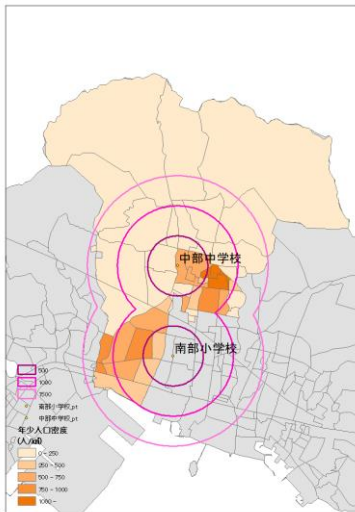 中部中学校
南部小学校
500
1000
1500
南部小学校_pt
中部中学校_pt
年少人口密度
(人/k㎡)
0 - 250
250 - 500
500 - 750
750 - 1000
1000 -